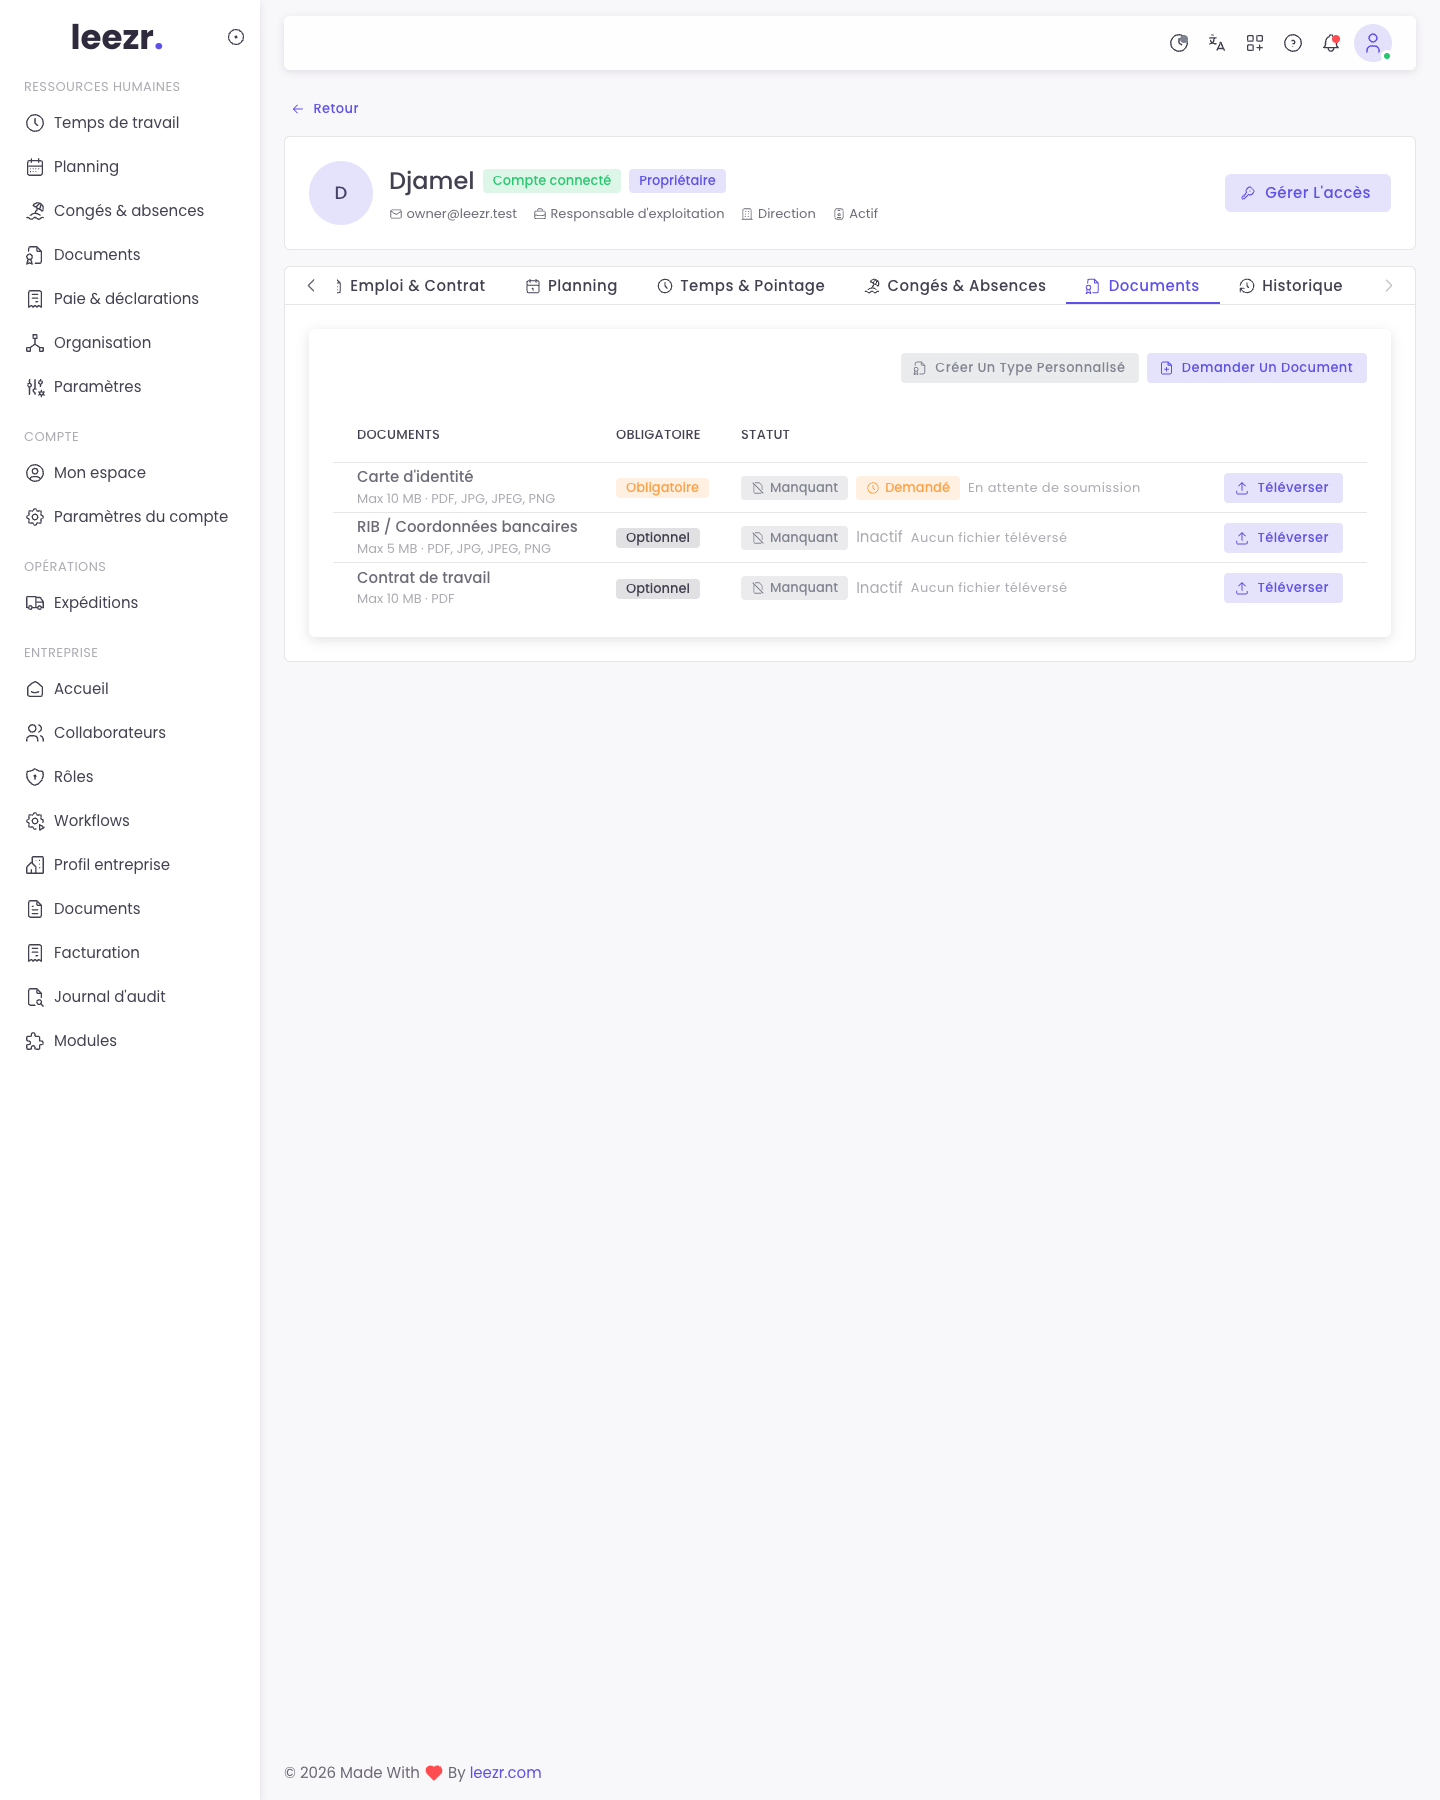 leezr.
RESSOURCES HUMAINES
Temps de travail
Planning
Congés & absences
Documents
Paie & déclarations
Organisation
Paramètres
COMPTE
Mon espace
Paramètres du compte
OPÉRATIONS
Expéditions
ENTREPRISE
Accueil
Collaborateurs
Rôles
Workflows
Profil entreprise
Documents
Facturation
Journal d'audit
Modules
Retour
D
Djamel Compte connecté Propriétaire
owner@leezr.test Responsable d'exploitation Direction Actif
Gérer L'accès
Emploi & Contrat Planning Temps & Pointage Congés & Absences Documents Historique
Créer Un Type Personnalisé Demander Un Document
DOCUMENTS OBLIGATOIRE STATUT
Carte d'identité
Max 10 MB · PDF, JPG, JPEG, PNG
Obligatoire Manquant Demandé En attente de soumission Téléverser
RIB / Coordonnées bancaires
Max 5 MB · PDF, JPG, JPEG, PNG
Optionnel Manquant Inactif Aucun fichier téléversé Téléverser
Contrat de travail
Max 10 MB · PDF
Optionnel Manquant Inactif Aucun fichier téléversé Téléverser
© 2026 Made With By leezr.com